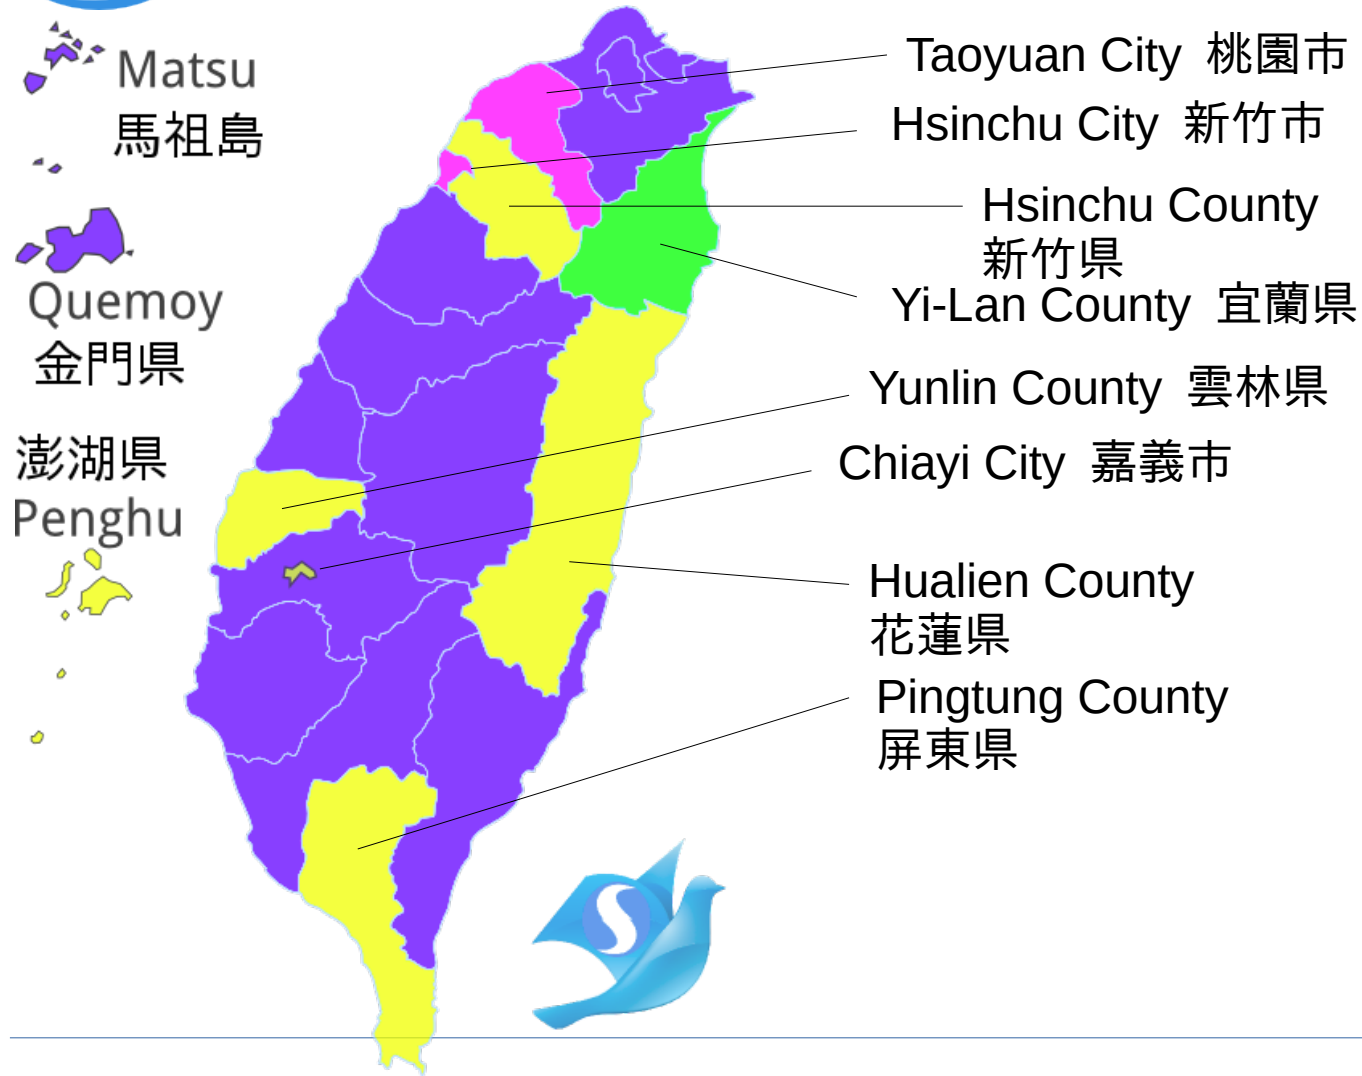 Matsu
馬祖島
Quemoy
金門県
澎湖県
Penghu
Taoyuan City 桃園市
Hsinchu City 新竹市
Hsinchu County
新竹県
Yi-Lan County 宜蘭県
Yunlin County 雲林県
Chiayi City 嘉義市
Hualien County
花蓮県
Pingtung County
屏東県
S